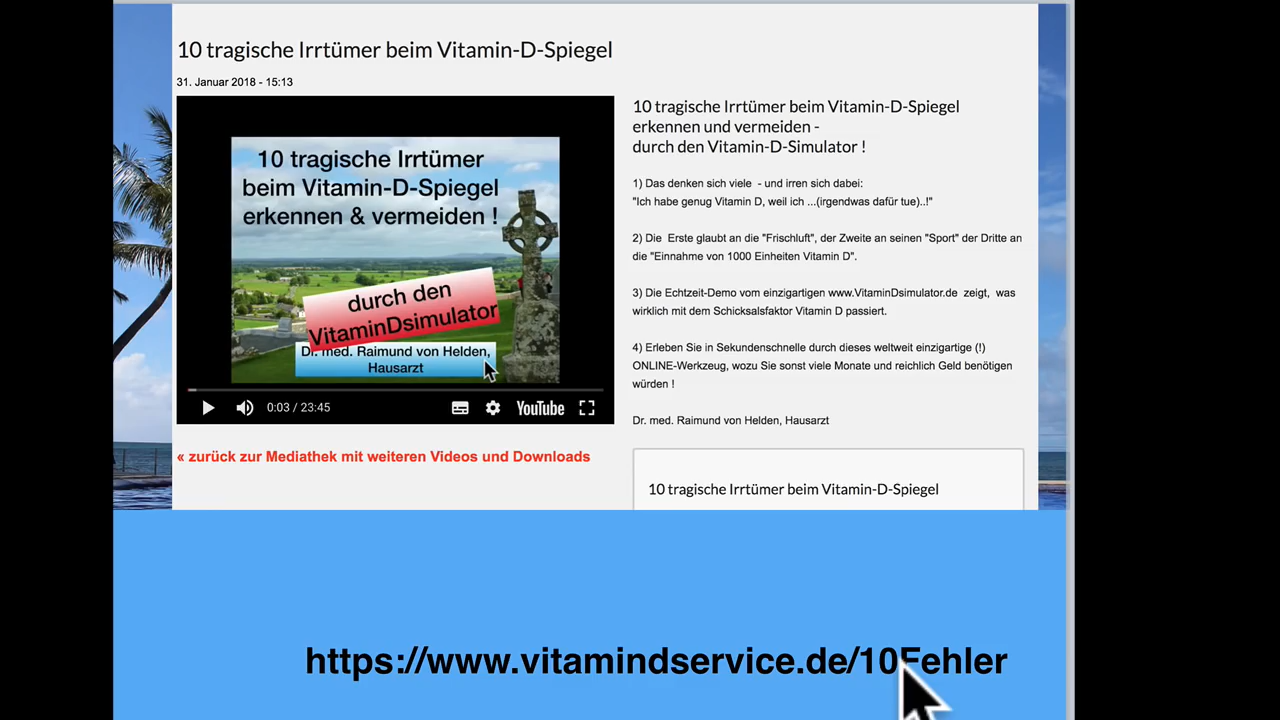 10 tragische Irrtümer beim Vitamin-D-Spiegel
31. Januar 2018 - 15:13
10 tragische Irrtümer
beim Vitamin-D-Spiegel
erkennen & vermeiden !
durch den
VitaminDsimulator
Dr. med. Raimund von Helden,
Hausarzt
0:03 / 23:45
YouTube
« zurück zur Mediathek mit weiteren Videos und Downloads
10 tragische Irrtümer beim Vitamin-D-Spiegel
erkennen und vermeiden -
durch den Vitamin-D-Simulator !
1) Das denken sich viele - und irren sich dabei:
"Ich habe genug Vitamin D, weil ich ...(irgendwas dafür tue)..!"
2) Die Erste glaubt an die "Frischluft", der Zweite an seinen "Sport" der Dritte an
die "Einnahme von 1000 Einheiten Vitamin D".
3) Die Echtzeit-Demo vom einzigartigen www.VitaminDsimulator.de zeigt, was
wirklich mit dem Schicksalsfaktor Vitamin D passiert.
4) Erleben Sie in Sekundenschnelle durch dieses weltweit einzigartige (!)
ONLINE-Werkzeug, wozu Sie sonst viele Monate und reichlich Geld benötigen
würden !
Dr. med. Raimund von Helden, Hausarzt
10 tragische Irrtümer beim Vitamin-D-Spiegel
https://www.vitamindservice.de/10Fehler